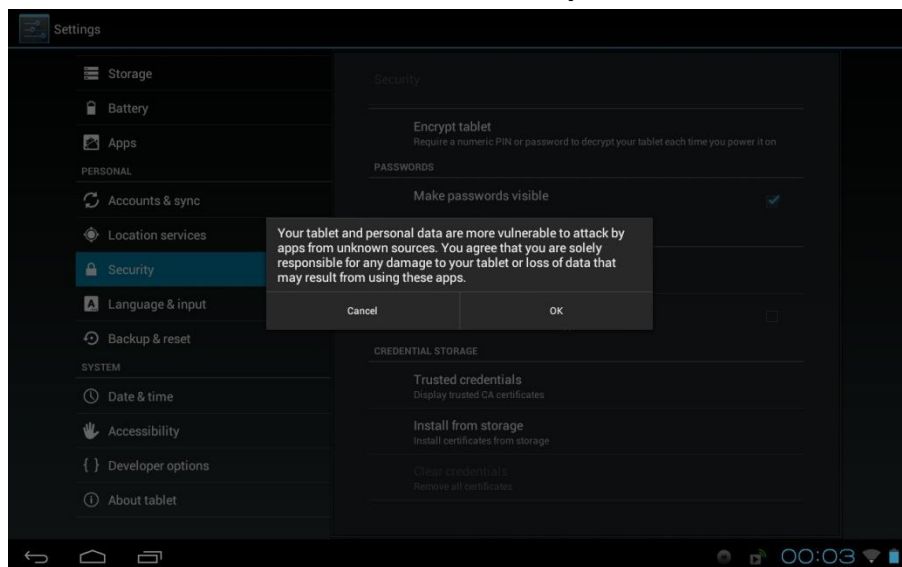 Settings
Storage
Battery
Apps
PERSONAL
Accounts & sync
Location services
Security
Language & input
Backup & reset
SYSTEM
Date & time
Accessibility
{ } Developer options
About tablet
Security
Encrypt tablet
Require a numeric PIN or password to decrypt your tablet each time you power it on
PASSWORDS
Make passwords visible
Your tablet and personal data are more vulnerable to attack by
apps from unknown sources. You agree that you are solely
responsible for any damage to your tablet or loss of data that
may result from using these apps.
Cancel
OK
CREDENTIAL STORAGE
Trusted credentials
Display trusted CA certificates
Install from storage
Install certificates from storage
Clear credentials
Remove all certificates
00:03